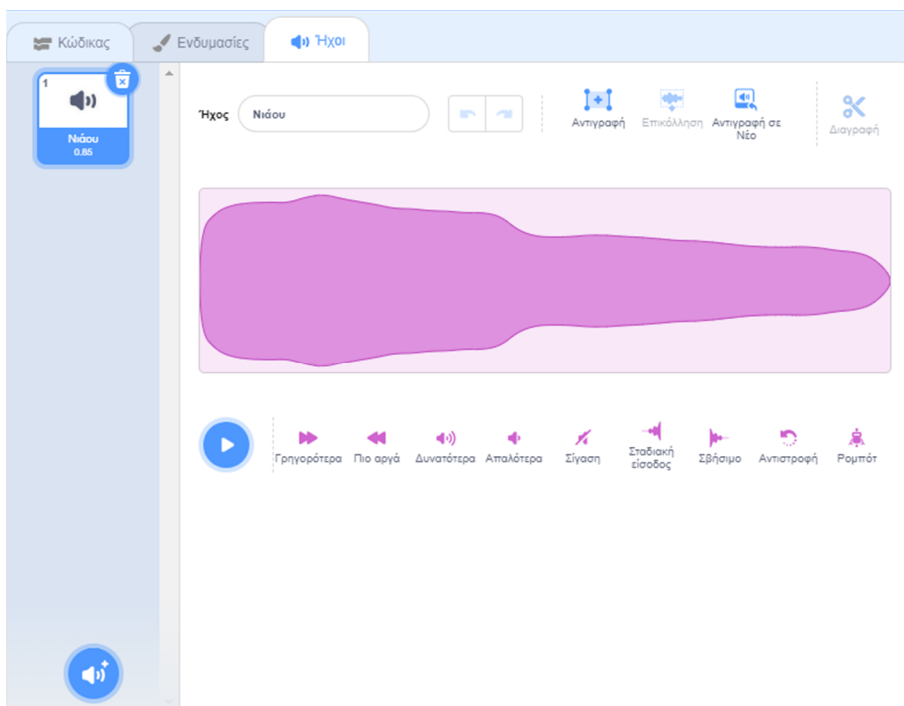 Κώδικας Ενδυμασίες Ήχοι
1
Νιάου
0.85
Ήχος Νιάου
Αντιγραφή Επικόλληση Αντιγραφή σε Νέο Διαγραφή
Γρηγορότερα Πιο αργά Δυνατότερα Απαλότερα Σίγαση Σταδιακή είσοδος Σβήσιμο Αντιστροφή Ρομπότ